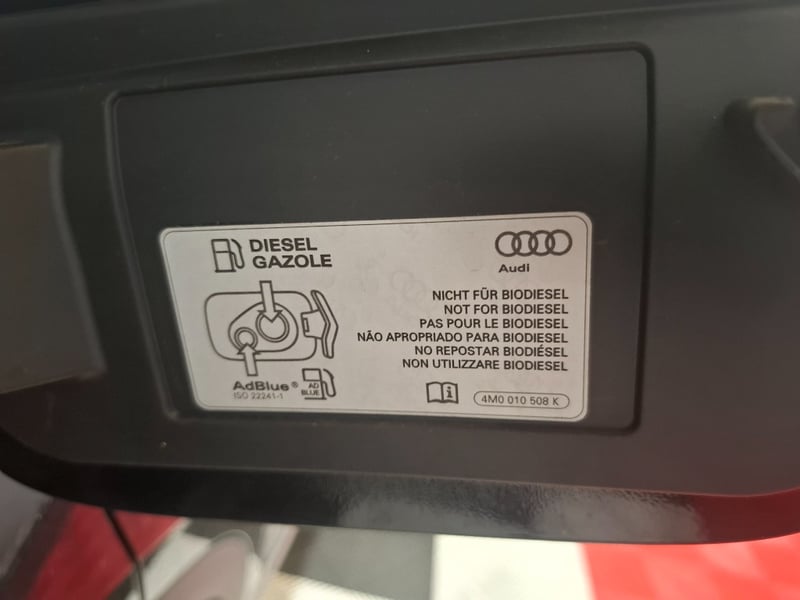 DIESEL
GAZOLE
Audi
NICHT FÜR BIODIESEL
NOT FOR BIODIESEL
PAS POUR LE BIODIESEL
NÃO APROPRIADO PARA BIODIESEL
NO REPOSTAR BIODIÉSEL
NON UTILIZZARE BIODIESEL
AdBlue®
ISO 22241-1
AD
BLUE
i
4M0 010 508 K